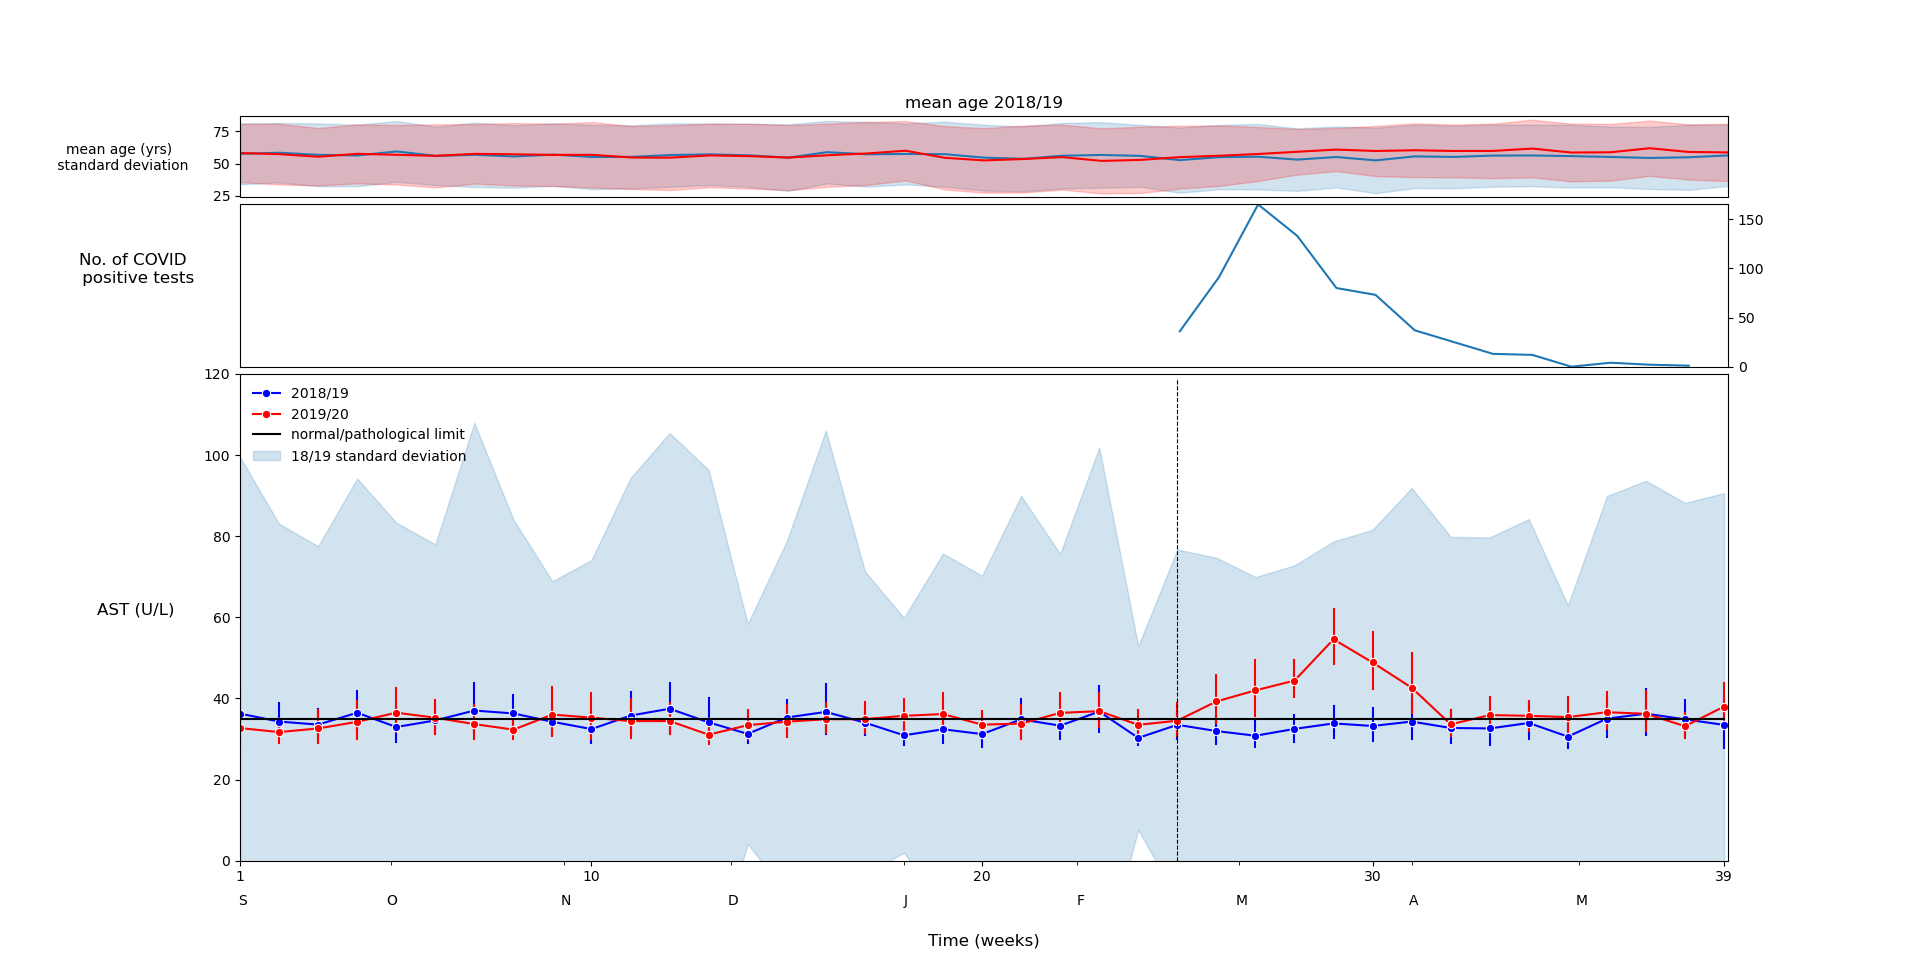 mean age 2018/19
mean age (yrs)
standard deviation
75
50
25
No. of COVID
positive tests
150
100
50
0
AST (U/L)
120
100
80
60
40
20
0
2018/19
2019/20
normal/pathological limit
18/19 standard deviation
1 10 20 30 39
S O N D J F M A M
Time (weeks)